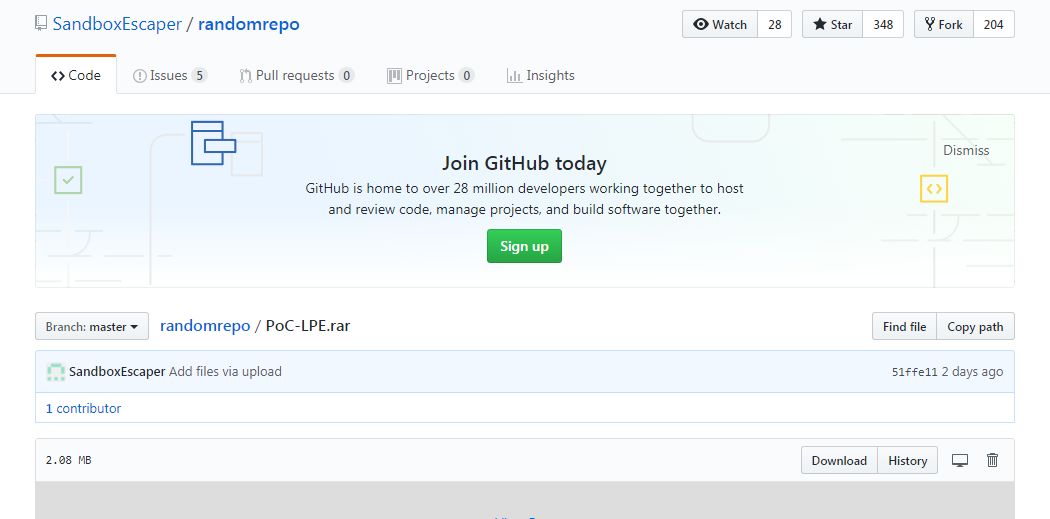 SandboxEscaper / randomrepo
Watch 28 Star 348 Fork 204
Code Issues 5 Pull requests 0 Projects 0 Insights
Dismiss
Join GitHub today
GitHub is home to over 28 million developers working together to host
and review code, manage projects, and build software together.
Sign up
Branch: master randomrepo / PoC-LPE.rar Find file Copy path
SandboxEscaper Add files via upload 51ffe11 2 days ago
1 contributor
2.08 MB Download History